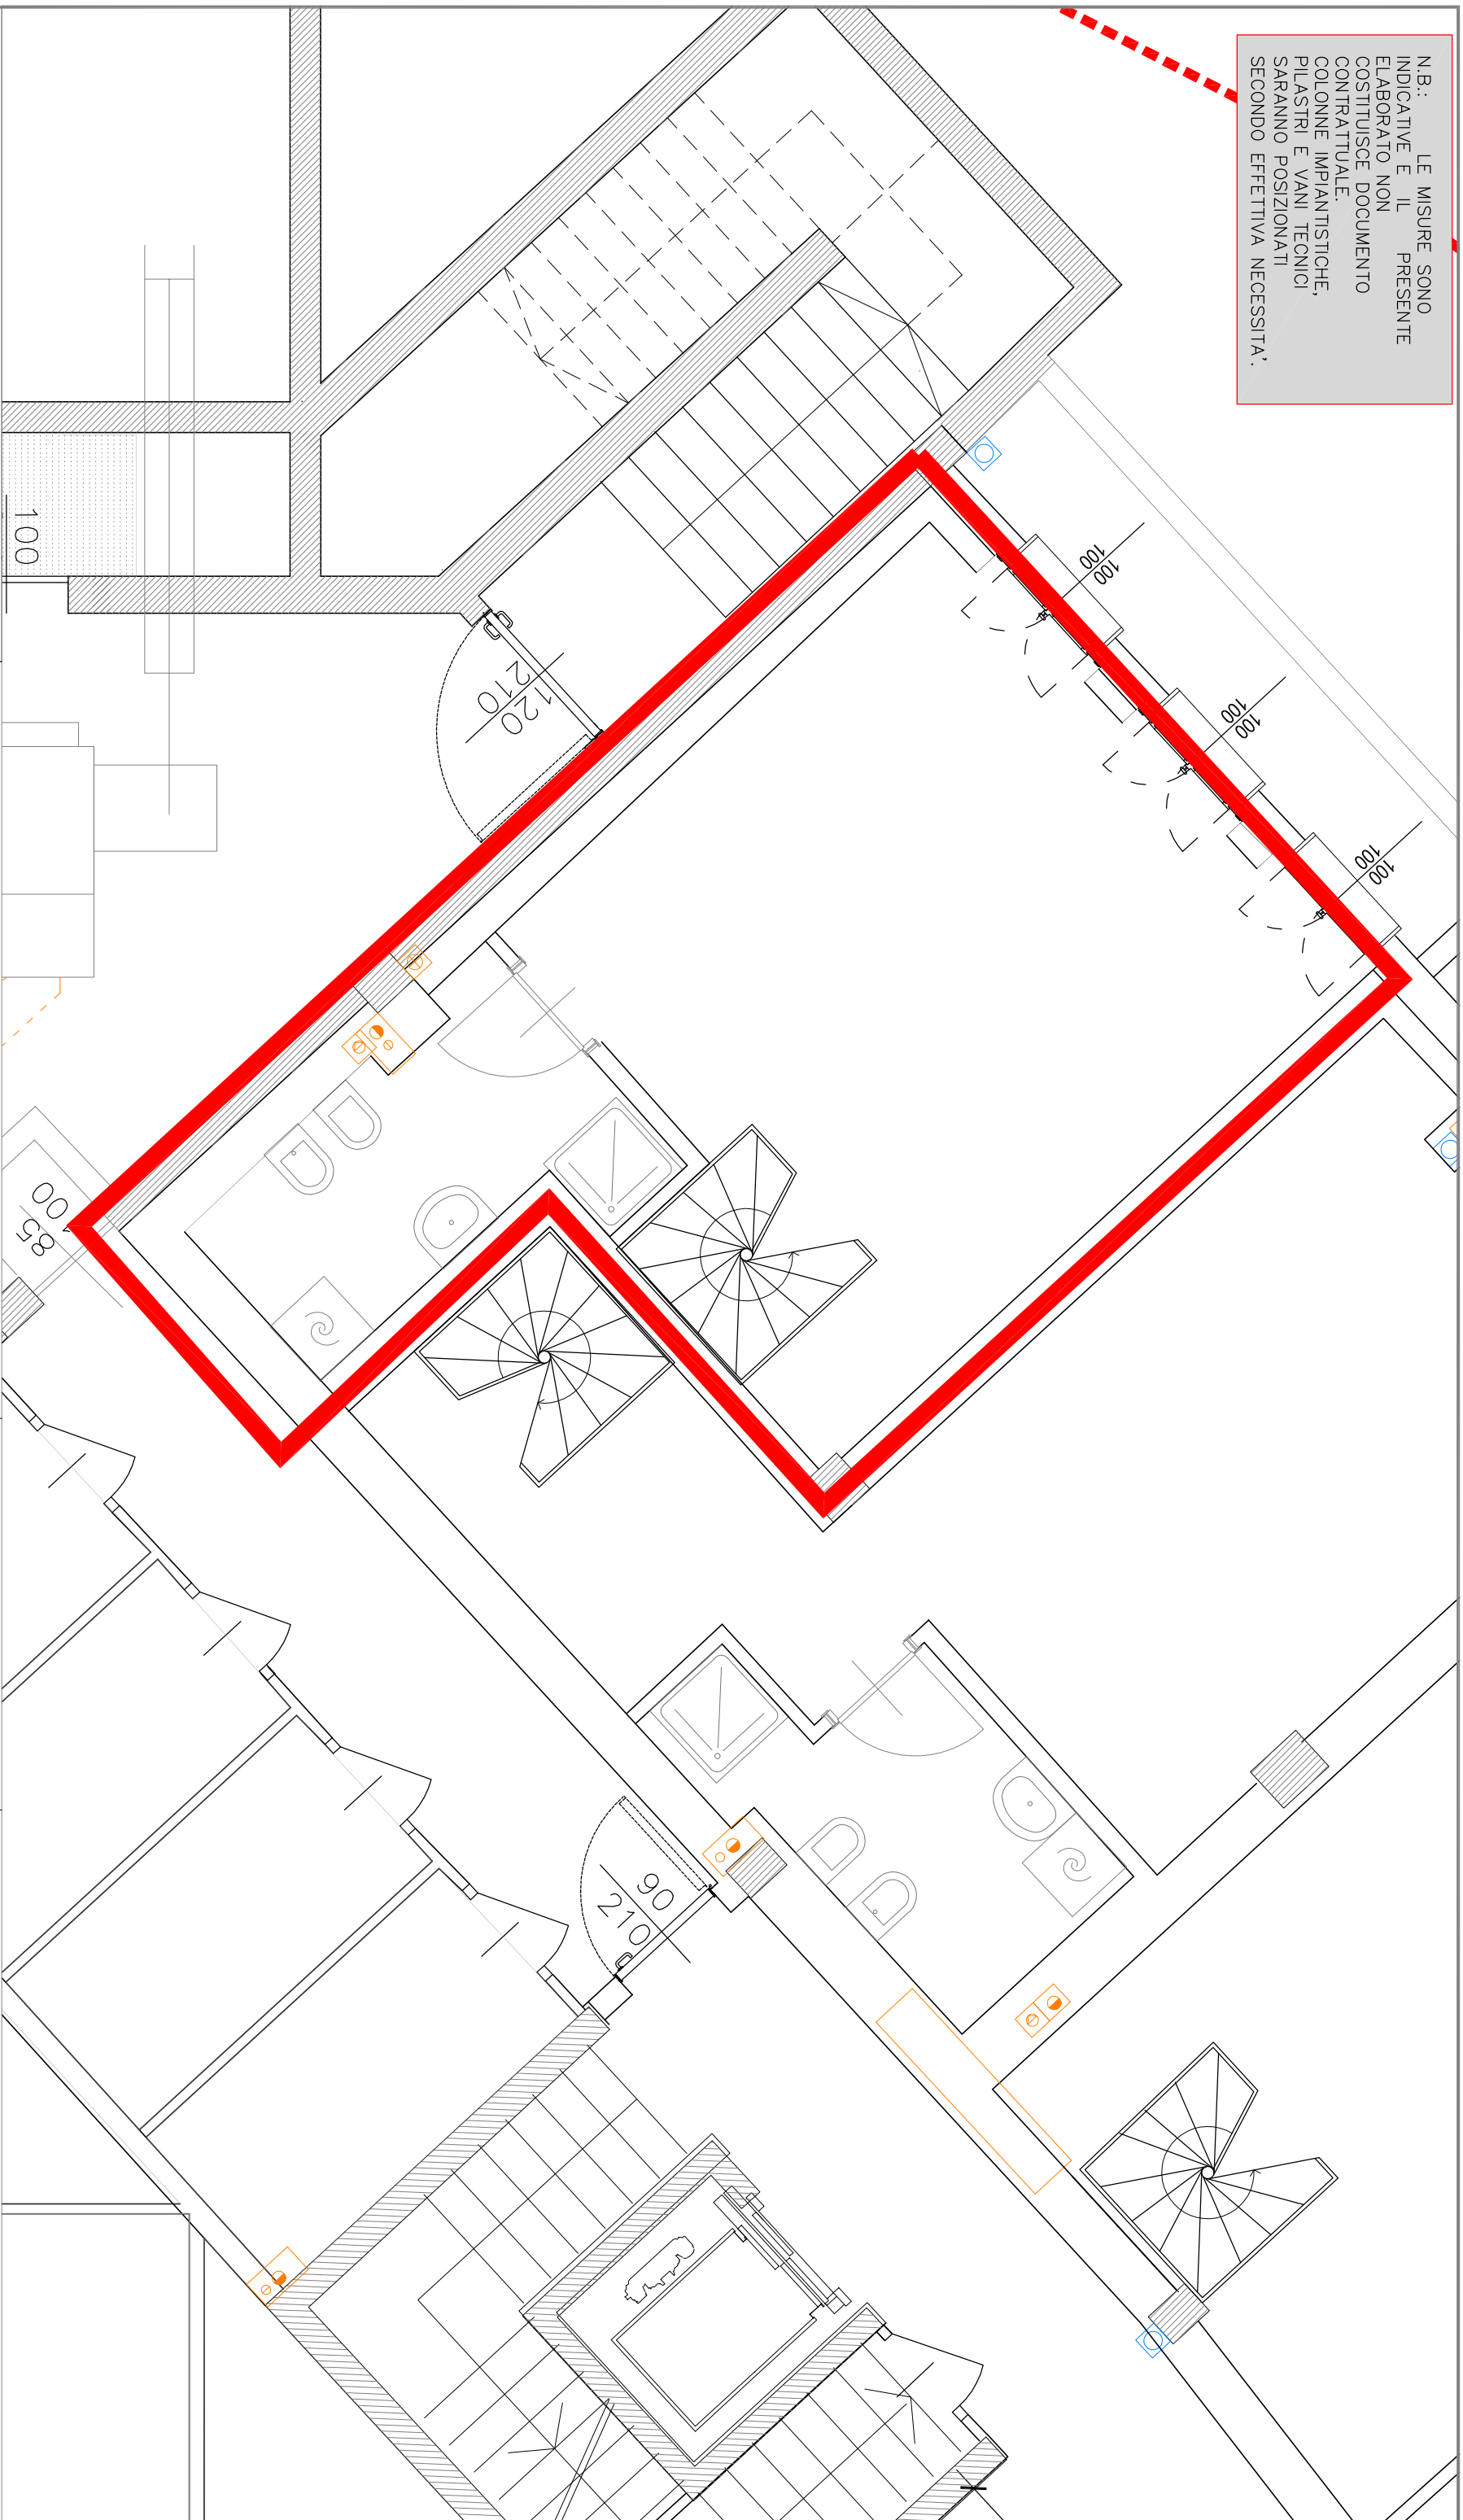 N.B.: LE MISURE SONO
INDICATIVE E IL PRESENTE
ELABORATO NON
COSTITUISCE DOCUMENTO
CONTRATTUALE.
COLONNE IMPIANTISTICHE,
PILASTRI E VANI TECNICI
SARANNO POSIZIONATI
SECONDO EFFETTIVA NECESSITA'.
100
100
100
100
100
100
100
120
210
85
90
210